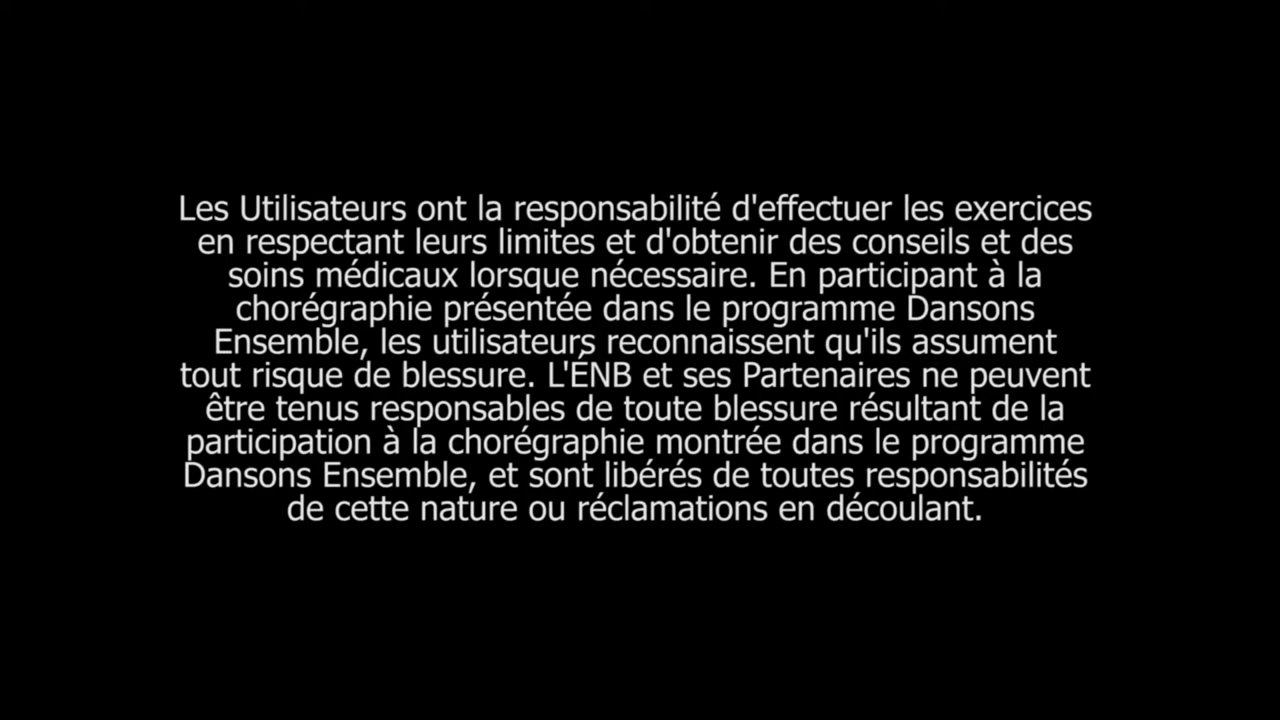 Les Utilisateurs ont la responsabilité d'effectuer les exercices
en respectant leurs limites et d'obtenir des conseils et des
soins médicaux lorsque nécessaire. En participant à la
chorégraphie présentée dans le programme Dansons
Ensemble, les utilisateurs reconnaissent qu'ils assument
tout risque de blessure. L'ÉNB et ses Partenaires ne peuvent
être tenus responsables de toute blessure résultant de la
participation à la chorégraphie montrée dans le programme
Dansons Ensemble, et sont libérés de toutes responsabilités
de cette nature ou réclamations en découlant.